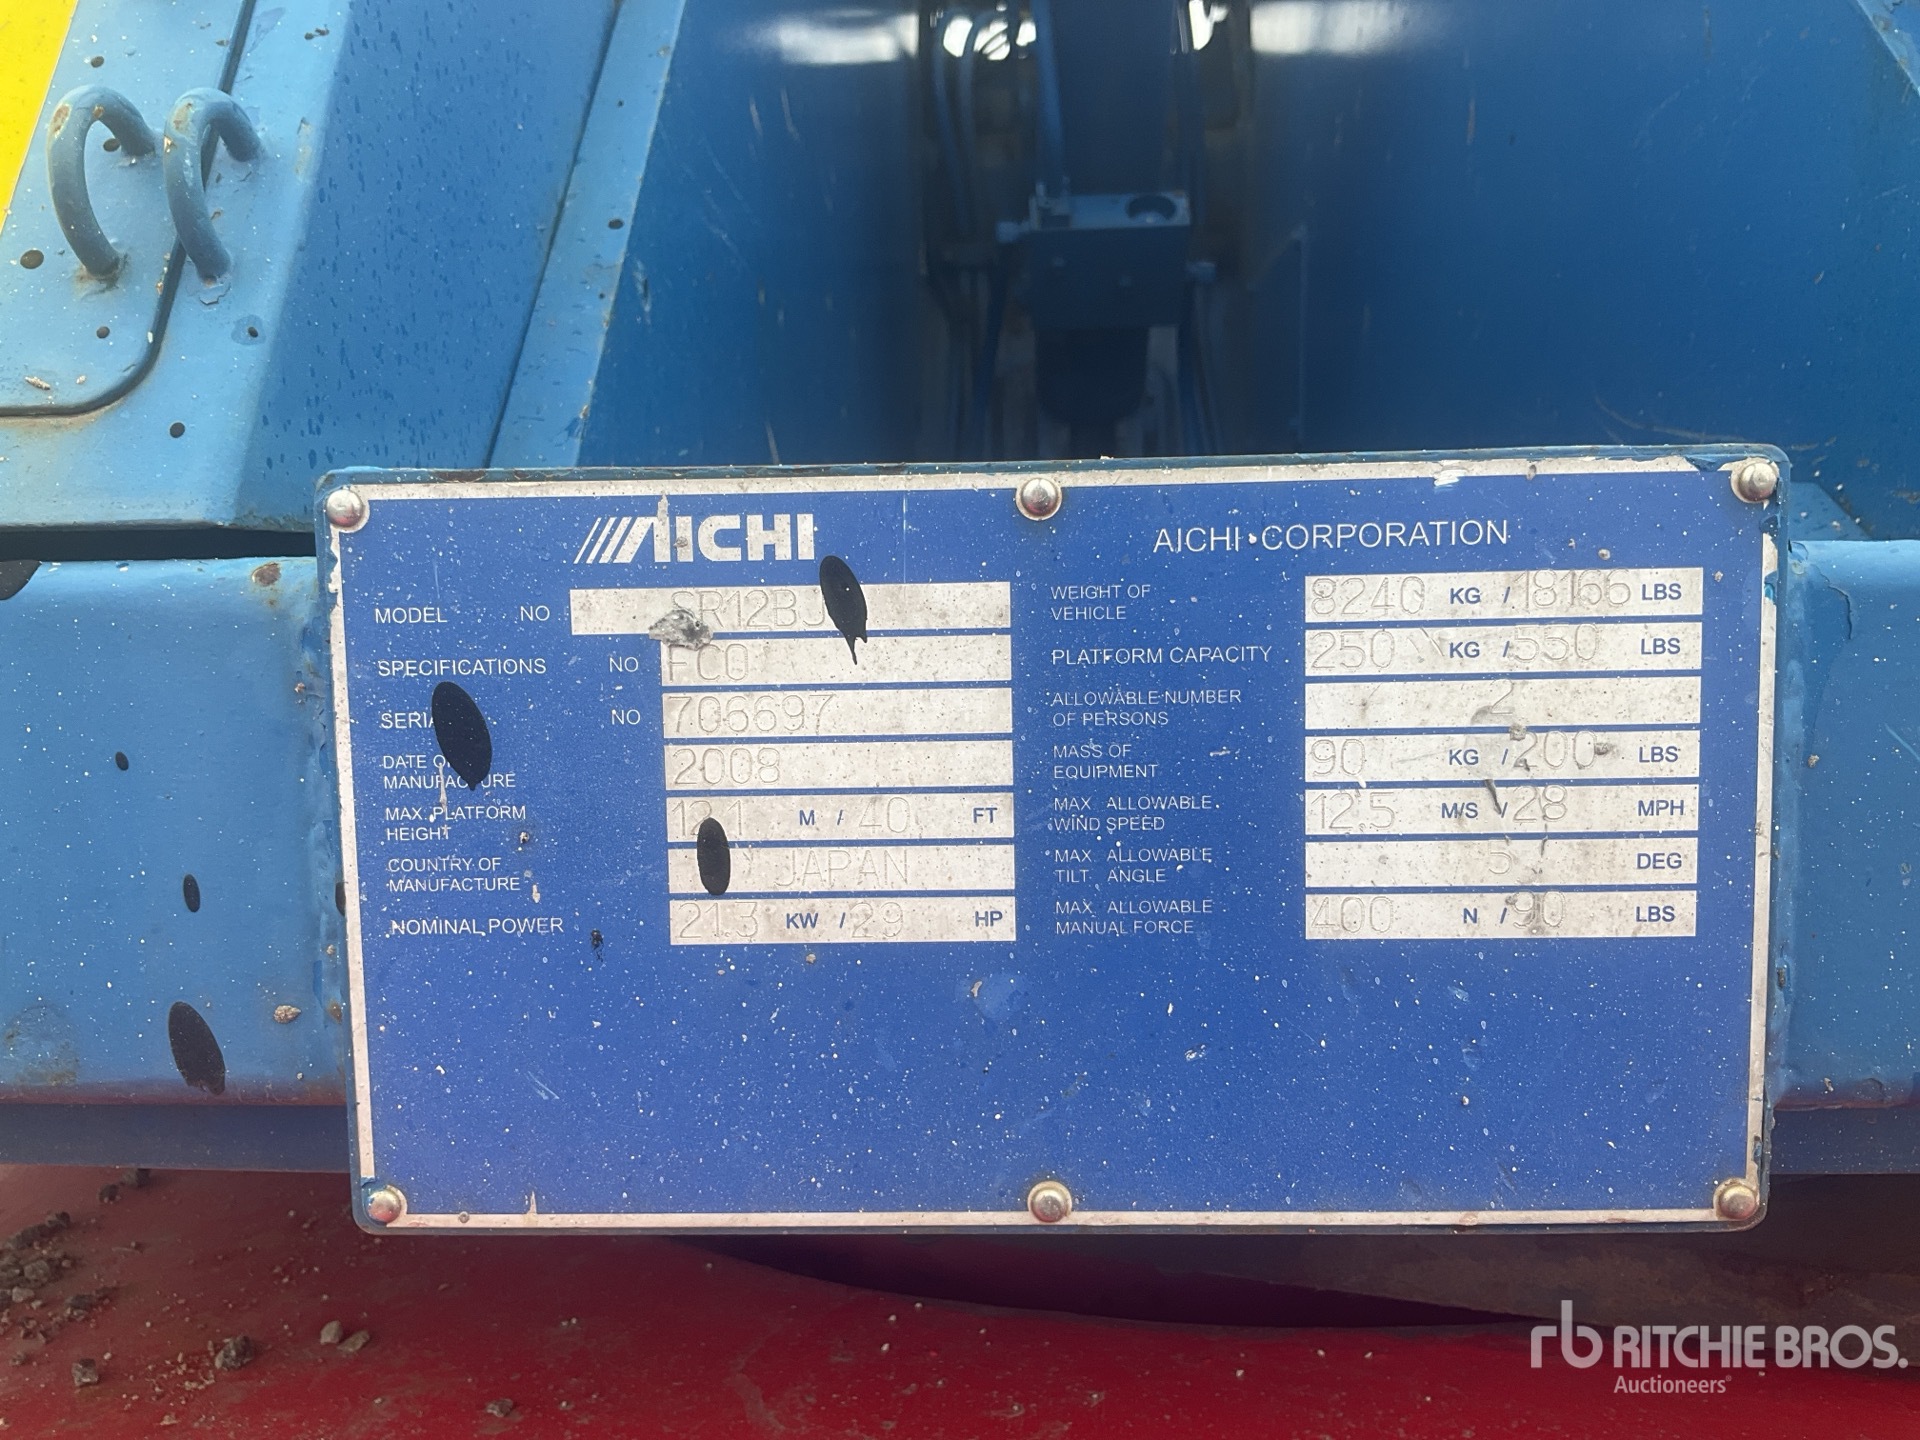 AICHI
AICHI CORPORATION
MODEL NO SR12BJ
SPECIFICATIONS NO FC0
NO 706697
DATE
MANUFACTURE 2008
MAX. PLATFORM
HEIGHT 12.1 M / 40 FT
COUNTRY OF
MANUFACTURE JAPAN
NOMINAL POWER 21.3 KW / 29 HP
WEIGHT OF
VEHICLE 8240 KG / 18166 LBS
PLATFORM CAPACITY 250 KG / 550 LBS
ALLOWABLE NUMBER
OF PERSONS 2
MASS OF
EQUIPMENT 90 KG / 200 LBS
MAX. ALLOWABLE
WIND SPEED 12.5 M/S / 28 MPH
MAX. ALLOWABLE
TILT ANGLE 5 DEG
MAX. ALLOWABLE
MANUAL FORCE 400 N / 90 LBS
rb RITCHIE BROS.
Auctioneers